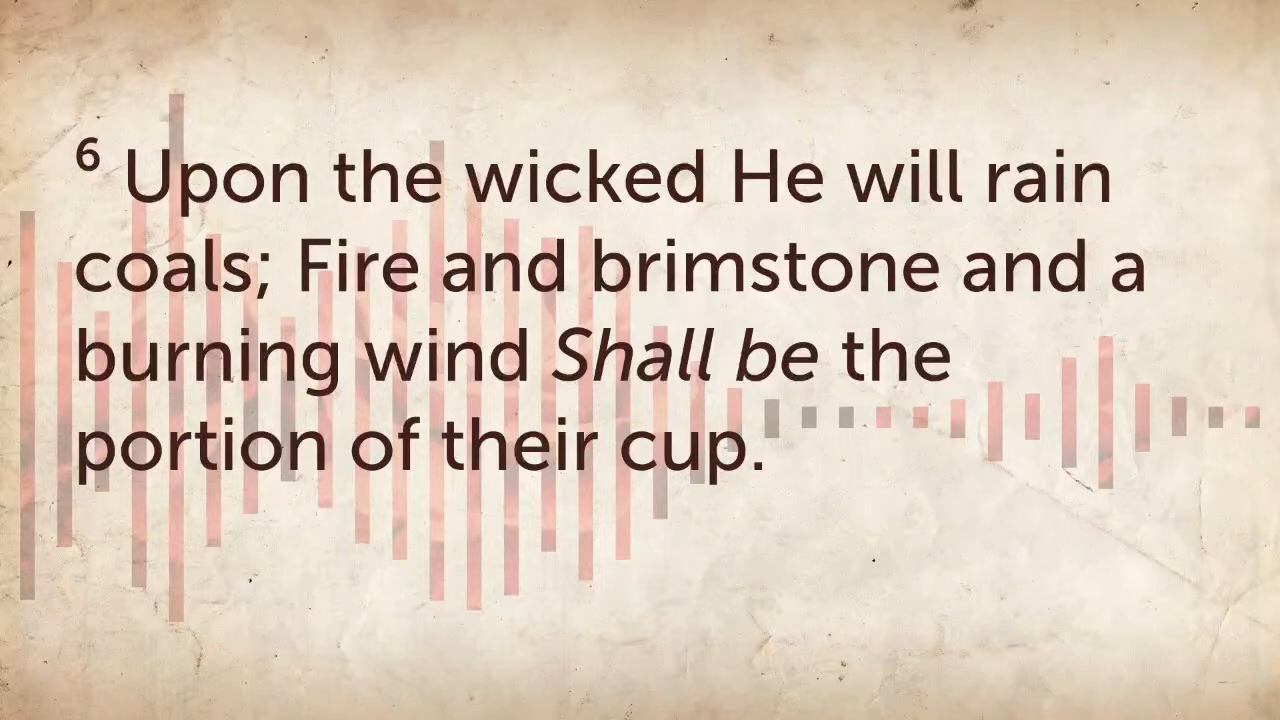 6 Upon the wicked He will rain
coals; Fire and brimstone and a
burning wind Shall be the
portion of their cup.